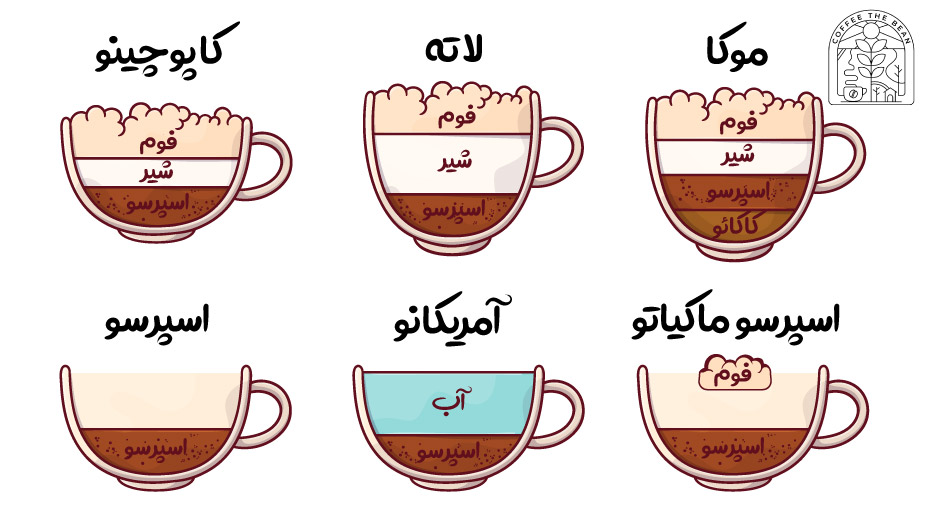 موکا
لاته
کاپوچینو
COFFEE THE BEAN
فوم
شیر
اسپرسو
کاکائو
فوم
شیر
اسپرسو
فوم
شیر
اسپرسو
اسپرسو ماکیاتو
آمریکانو
اسپرسو
فوم
اسپرسو
آب
اسپرسو
اسپرسو